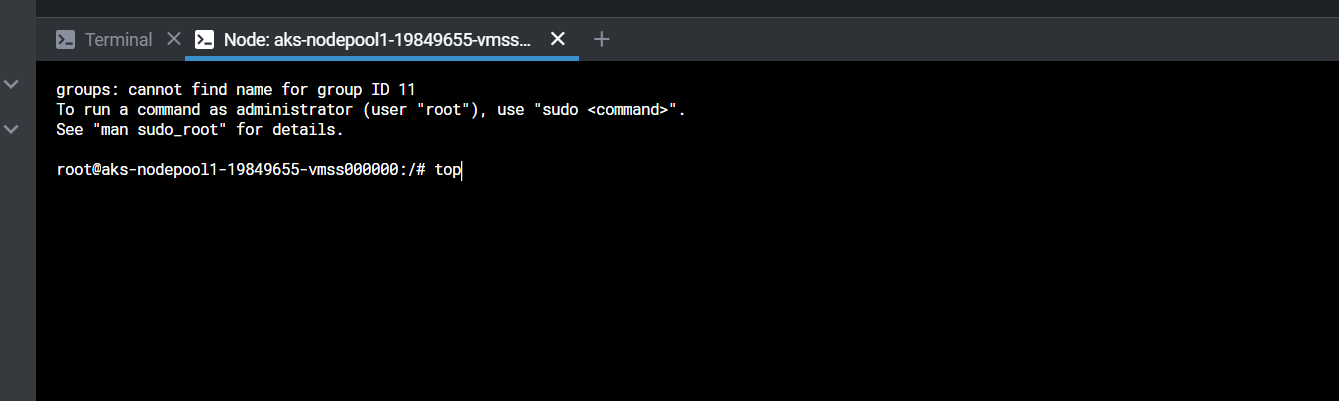 Terminal
Node: aks-nodepool1-19849655-vmss...
groups: cannot find name for group ID 11
To run a command as administrator (user "root"), use "sudo <command>".
See "man sudo_root" for details.
root@aks-nodepool1-19849655-vmss000000:/# top